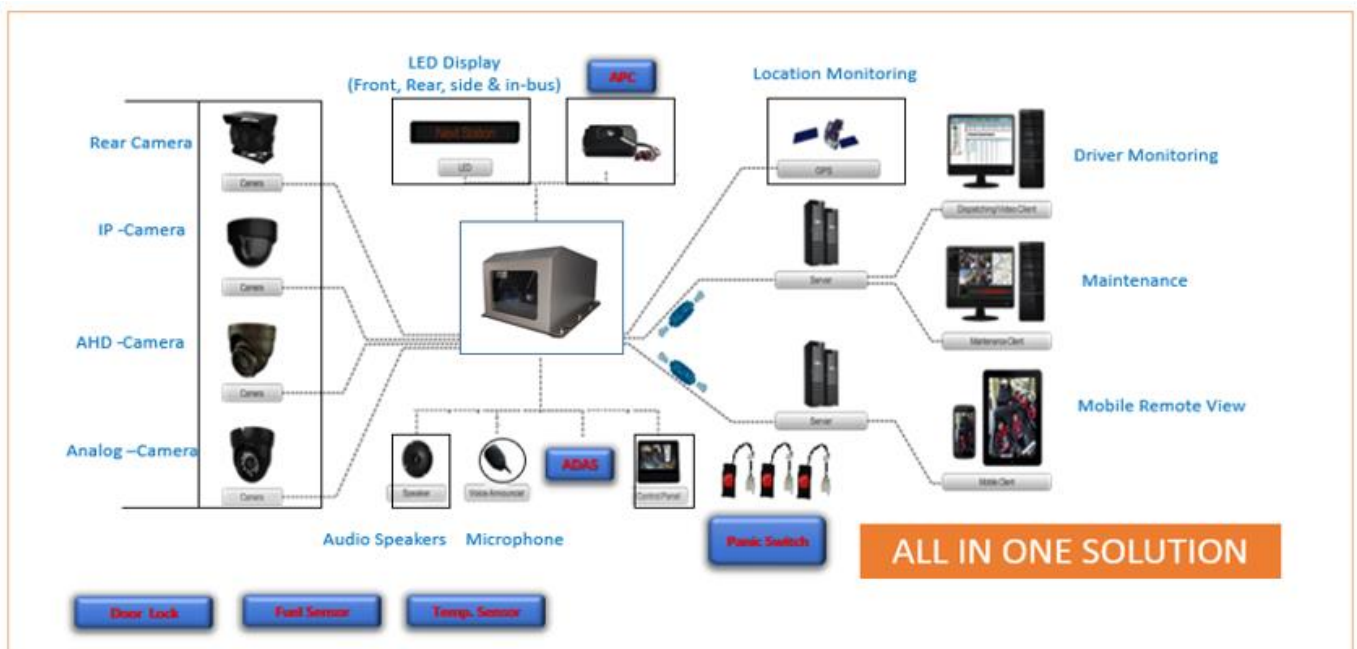 LED Display
(Front, Rear, side & in-bus)
APC
Location Monitoring
Rear Camera
Camera
Next Station
LED
GPS
Driver Monitoring
Dispatching/Video Client
IP -Camera
Camera
Server
Maintenance
Maintenance Client
AHD -Camera
Camera
Server
Mobile Remote View
Mobile Client
Analog –Camera
Camera
Speaker
Voice Announcer
ADAS
Control Panel
Audio Speakers
Microphone
Panic Switch
ALL IN ONE SOLUTION
Door Lock
Fuel Sensor
Temp. Sensor